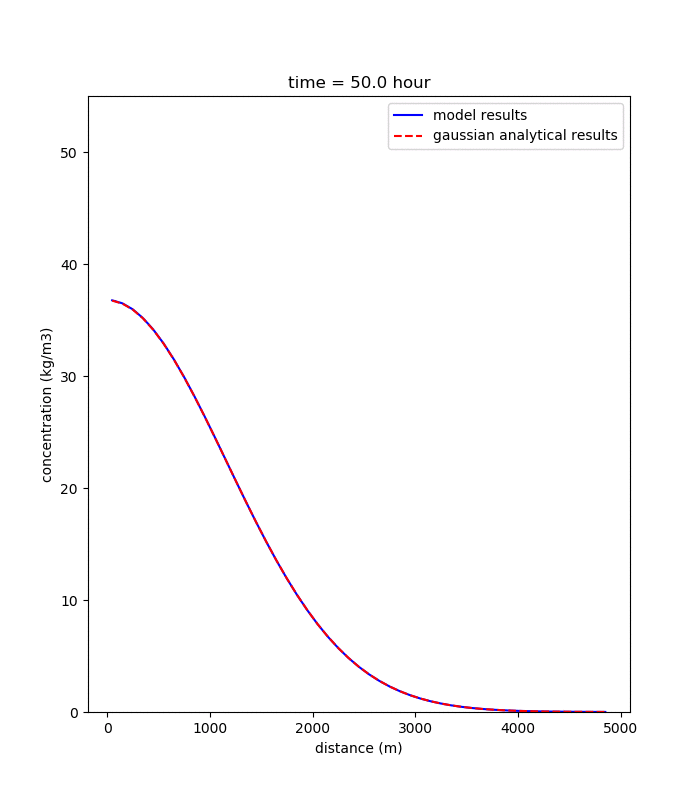 time = 50.0 hour
model results
gaussian analytical results
concentration (kg/m3)
50
40
30
20
10
0
0 1000 2000 3000 4000 5000
distance (m)